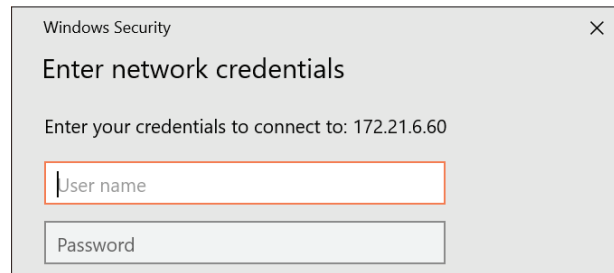 Windows Security
Enter network credentials
Enter your credentials to connect to: 172.21.6.60
User name
Password